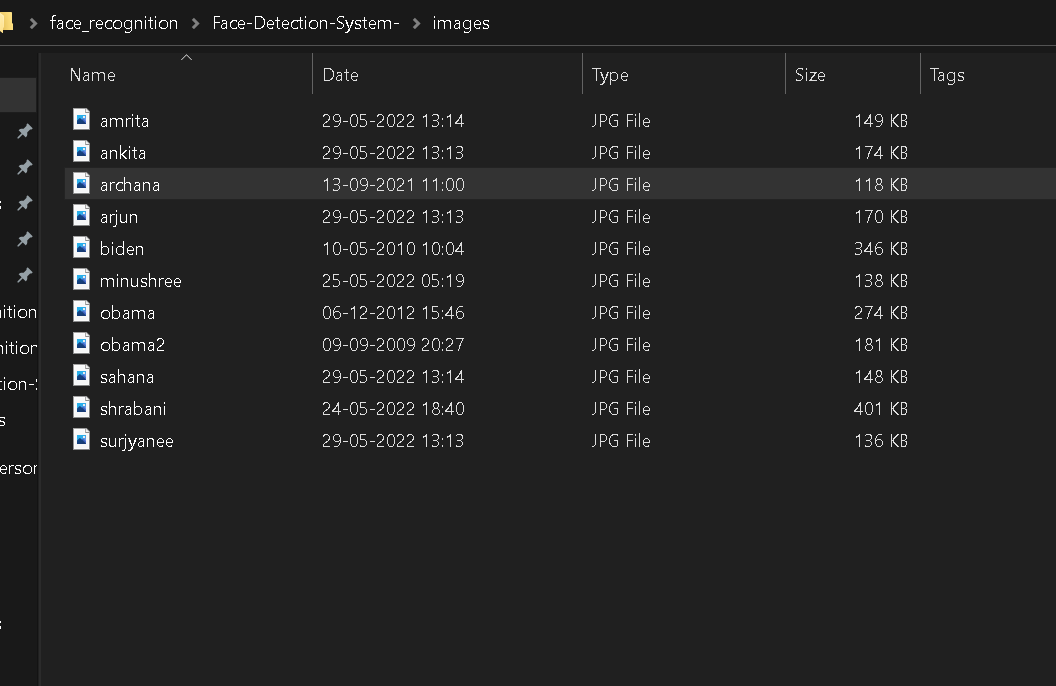 face_recognition > Face-Detection-System- > images
Name Date Type Size Tags
amrita 29-05-2022 13:14 JPG File 149 KB
ankita 29-05-2022 13:13 JPG File 174 KB
archana 13-09-2021 11:00 JPG File 118 KB
arjun 29-05-2022 13:13 JPG File 170 KB
biden 10-05-2010 10:04 JPG File 346 KB
minushree 25-05-2022 05:19 JPG File 138 KB
obama 06-12-2012 15:46 JPG File 274 KB
obama2 09-09-2009 20:27 JPG File 181 KB
sahana 29-05-2022 13:14 JPG File 148 KB
shrabani 24-05-2022 18:40 JPG File 401 KB
surjyanee 29-05-2022 13:13 JPG File 136 KB